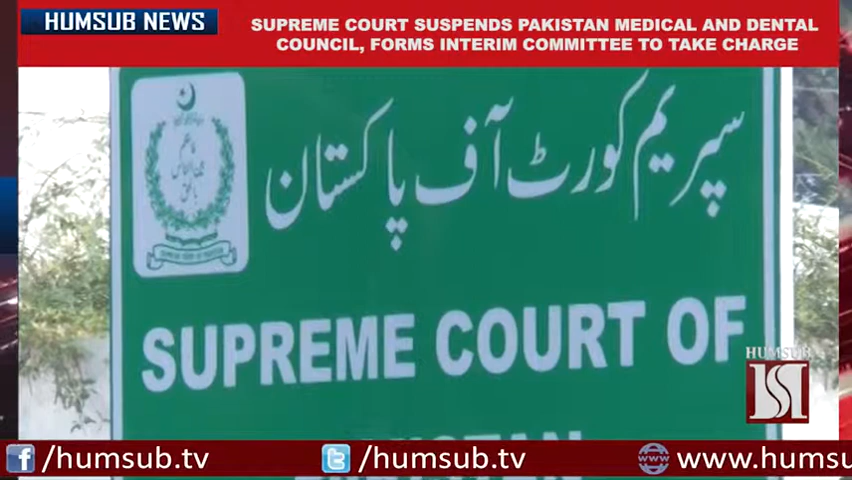 HUMSUB NEWS
SUPREME COURT SUSPENDS PAKISTAN MEDICAL AND DENTAL
COUNCIL, FORMS INTERIM COMMITTEE TO TAKE CHARGE
سپریم کورٹ آف پاکستان
SUPREME COURT OF
HUMSUB
/humsub.tv
/humsub.tv
www.humsub